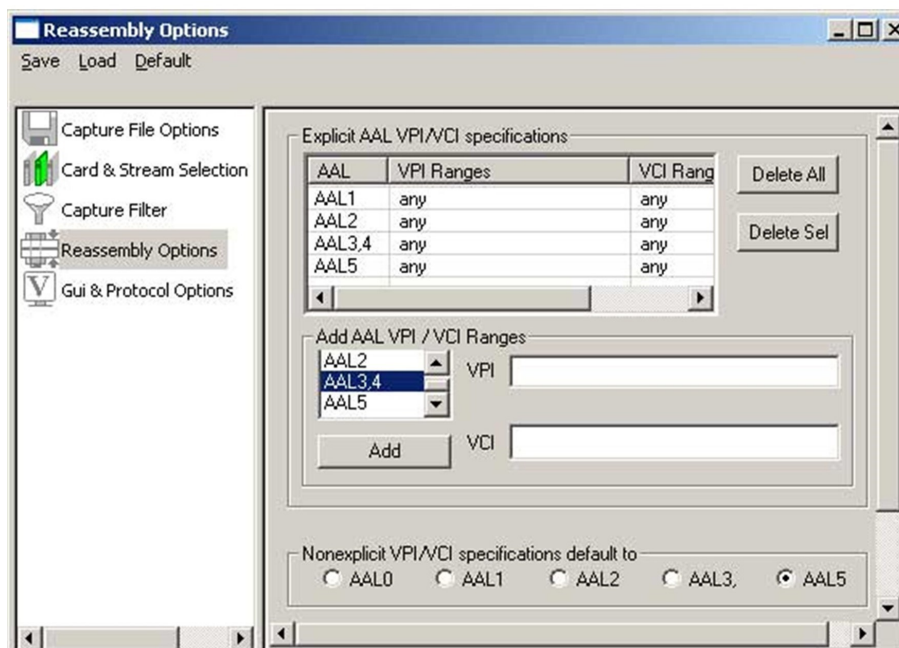 Reassembly Options
Save Load Default
Capture File Options
Card & Stream Selection
Capture Filter
Reassembly Options
Gui & Protocol Options
Explicit AAL VPI/VCI specifications
AAL VPI Ranges VCI Rang
AAL1 any any
AAL2 any any
AAL3,4 any any
AAL5 any any
Delete All
Delete Sel
Add AAL VPI / VCI Ranges
AAL2
AAL3,4
AAL5
VPI
Add
VCI
Nonexplicit VPI/VCI specifications default to
AAL0 AAL1 AAL2 AAL3, AAL5